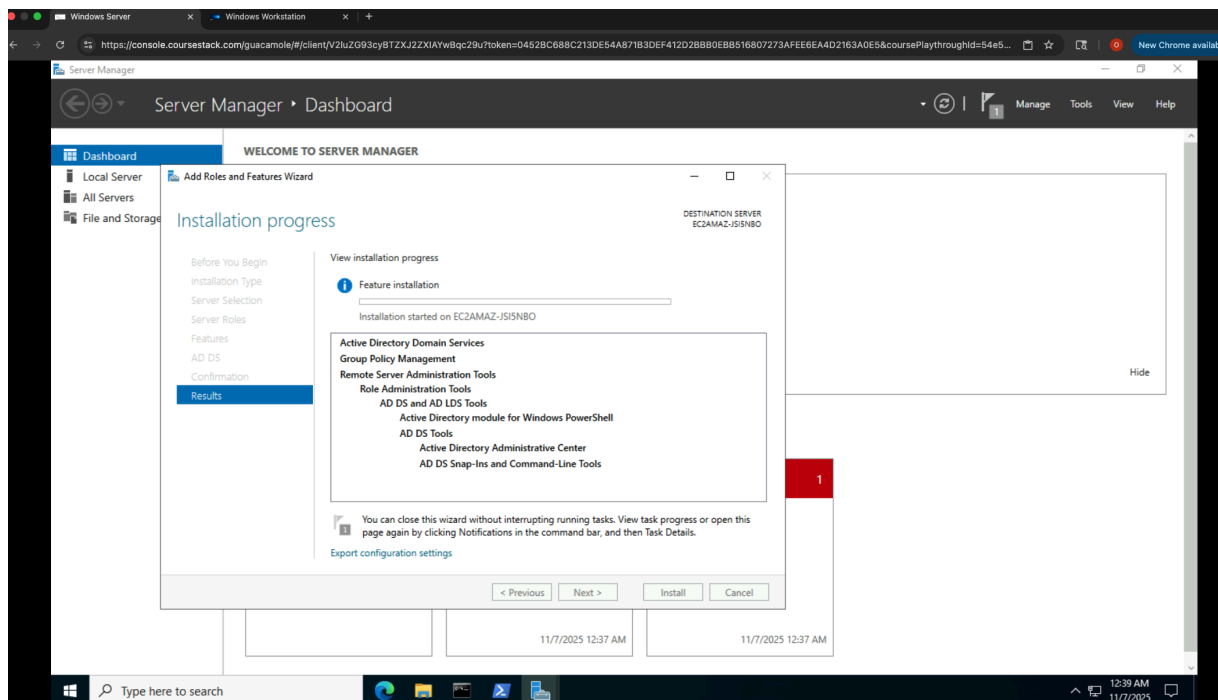 Windows Server
Windows Workstation
https://console.coursestack.com/guacamole/#/client/V2luZG93cyBTZXJ2ZXIAYwBqc29u?token=0452BC688C213DE54A871B3DEF412D2BBB0EBB516807273AFEE6EA4D2163A0E5&coursePlaythroughId=54e5...
New Chrome availab
Server Manager
Server Manager • Dashboard
1
Manage Tools View Help
Dashboard
Local Server
All Servers
File and Storage
WELCOME TO SERVER MANAGER
Add Roles and Features Wizard
Installation progress
DESTINATION SERVER
EC2AMAZ-JSI5NBO
Before You Begin
Installation Type
Server Selection
Server Roles
Features
AD DS
Confirmation
Results
View installation progress
Feature installation
Installation started on EC2AMAZ-JSI5NBO
Active Directory Domain Services
Group Policy Management
Remote Server Administration Tools
Role Administration Tools
AD DS and AD LDS Tools
Active Directory module for Windows PowerShell
AD DS Tools
Active Directory Administrative Center
AD DS Snap-Ins and Command-Line Tools
1
You can close this wizard without interrupting running tasks. View task progress or open this
page again by clicking Notifications in the command bar, and then Task Details.
Export configuration settings
< Previous Next > Install Cancel
Hide
1
11/7/2025 12:37 AM
11/7/2025 12:37 AM
Type here to search
12:39 AM
11/7/2025